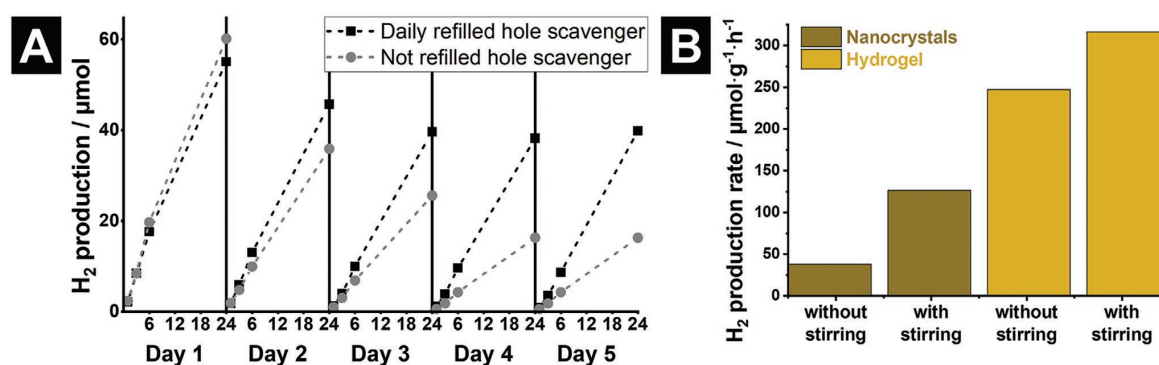 A
H₂ production / µmol
60
40
20
0
Daily refilled hole scavenger
Not refilled hole scavenger
6 12 18 24 6 12 18 24 6 12 18 24 6 12 18 24 6 12 18 24
Day 1 Day 2 Day 3 Day 4 Day 5
B
H₂ production rate / µmol·g⁻¹·h⁻¹
300
250
200
150
100
50
0
Nanocrystals
Hydrogel
without stirring
with stirring
without stirring
with stirring